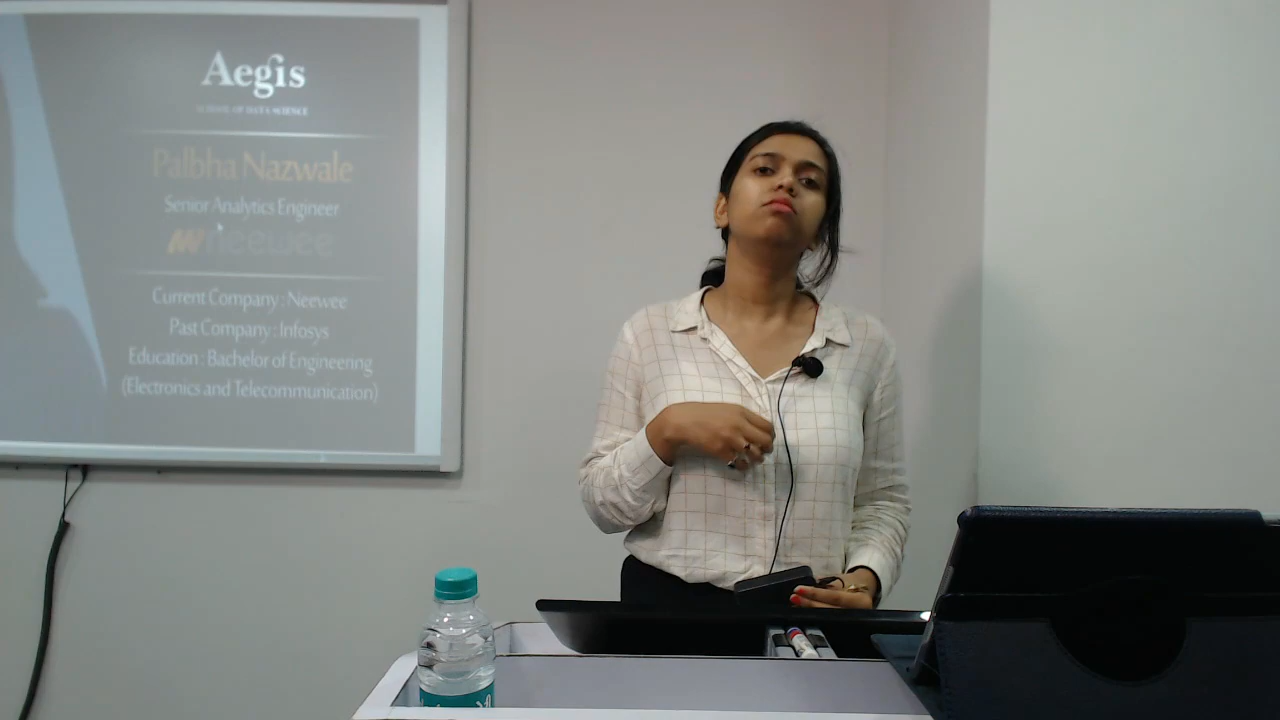 Aegis
SCHOOL OF DATA SCIENCE
Palbha Nazwale
Senior Analytics Engineer
neewee
Current Company : Neewee
Past Company : Infosys
Education : Bachelor of Engineering
(Electronics and Telecommunication)